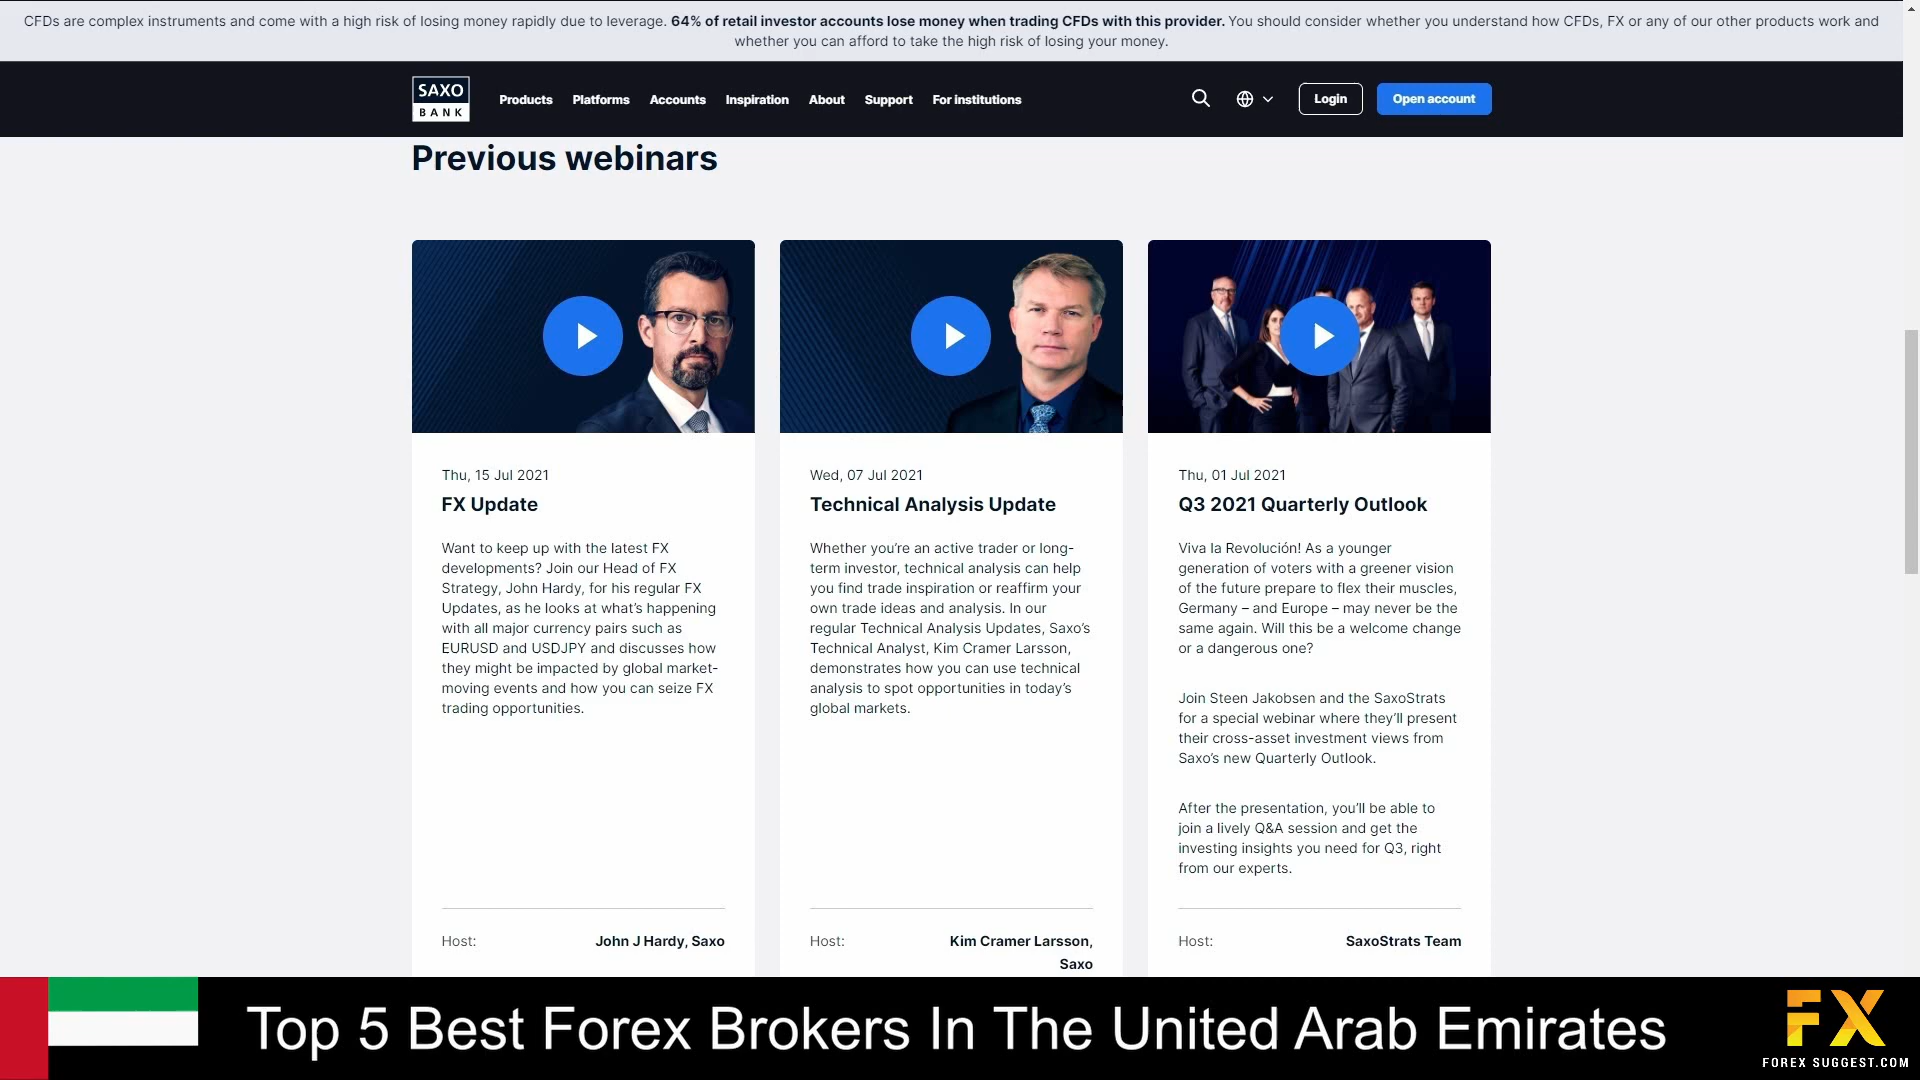 CFDs are complex instruments and come with a high risk of losing money rapidly due to leverage. 64% of retail investor accounts lose money when trading CFDs with this provider. You should consider whether you understand how CFDs, FX or any of our other products work and
whether you can afford to take the high risk of losing your money.
SAXO
BANK
Products Platforms Accounts Inspiration About Support For institutions
Login
Open account
Previous webinars
Thu, 15 Jul 2021
FX Update
Want to keep up with the latest FX
developments? Join our Head of FX
Strategy, John Hardy, for his regular FX
Updates, as he looks at what's happening
with all major currency pairs such as
EURUSD and USDJPY and discusses how
they might be impacted by global market-
moving events and how you can seize FX
trading opportunities.
Host: John J Hardy, Saxo
Wed, 07 Jul 2021
Technical Analysis Update
Whether you're an active trader or long-
term investor, technical analysis can help
you find trade inspiration or reaffirm your
own trade ideas and analysis. In our
regular Technical Analysis Updates, Saxo's
Technical Analyst, Kim Cramer Larsson,
demonstrates how you can use technical
analysis to spot opportunities in today's
global markets.
Host: Kim Cramer Larsson,
Saxo
Thu, 01 Jul 2021
Q3 2021 Quarterly Outlook
Viva la Revolución! As a younger
generation of voters with a greener vision
of the future prepare to flex their muscles,
Germany – and Europe – may never be the
same again. Will this be a welcome change
or a dangerous one?
Join Steen Jakobsen and the SaxoStrats
for a special webinar where they'll present
their cross-asset investment views from
Saxo's new Quarterly Outlook.
After the presentation, you'll be able to
join a lively Q&A session and get the
investing insights you need for Q3, right
from our experts.
Host: SaxoStrats Team
Top 5 Best Forex Brokers In The United Arab Emirates
FX
FOREX SUGGEST.COM